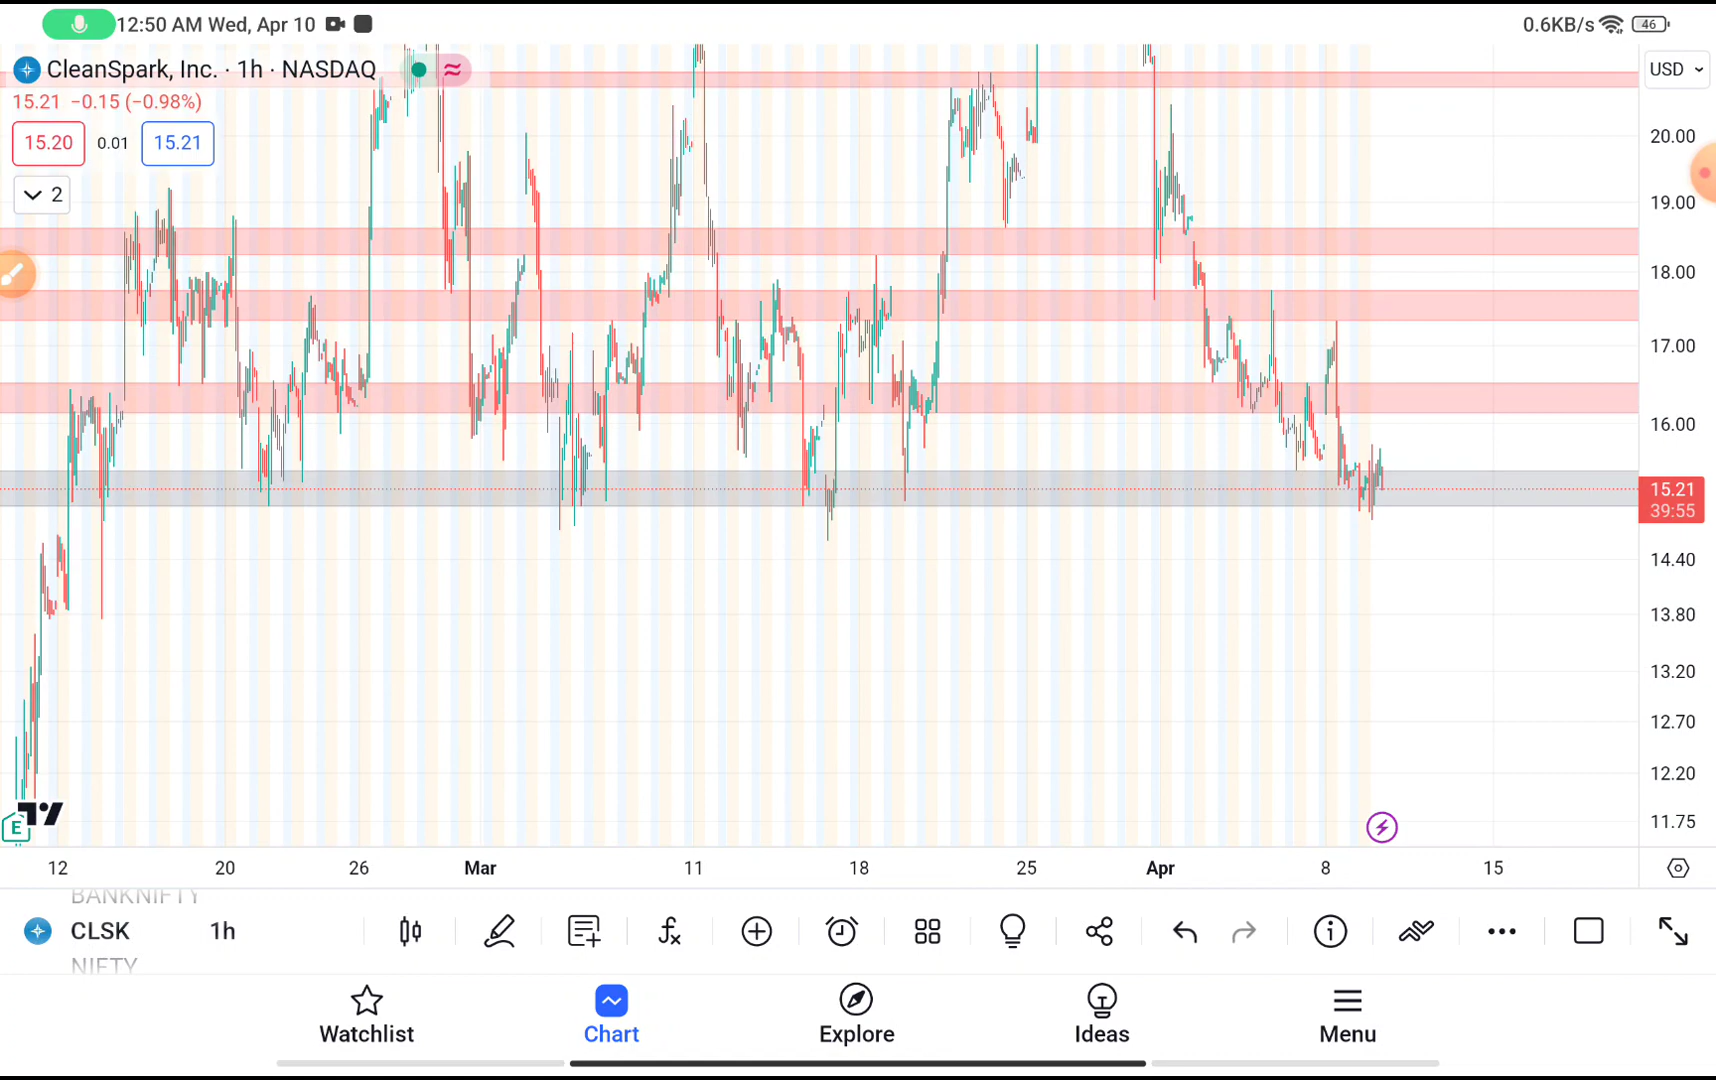 12:50 AM Wed, Apr 10
0.6KB/s
46
CleanSpark, Inc. · 1h · NASDAQ
USD
15.21 −0.15 (−0.98%)
15.20 0.01 15.21
2
20.00
19.00
18.00
17.00
16.00
15.21
39:55
14.40
13.80
13.20
12.70
12.20
11.75
E
12 20 26 Mar 11 18 25 Apr 8 15
BANKNIFTY
CLSK 1h
NIFTY
Watchlist Chart Explore Ideas Menu